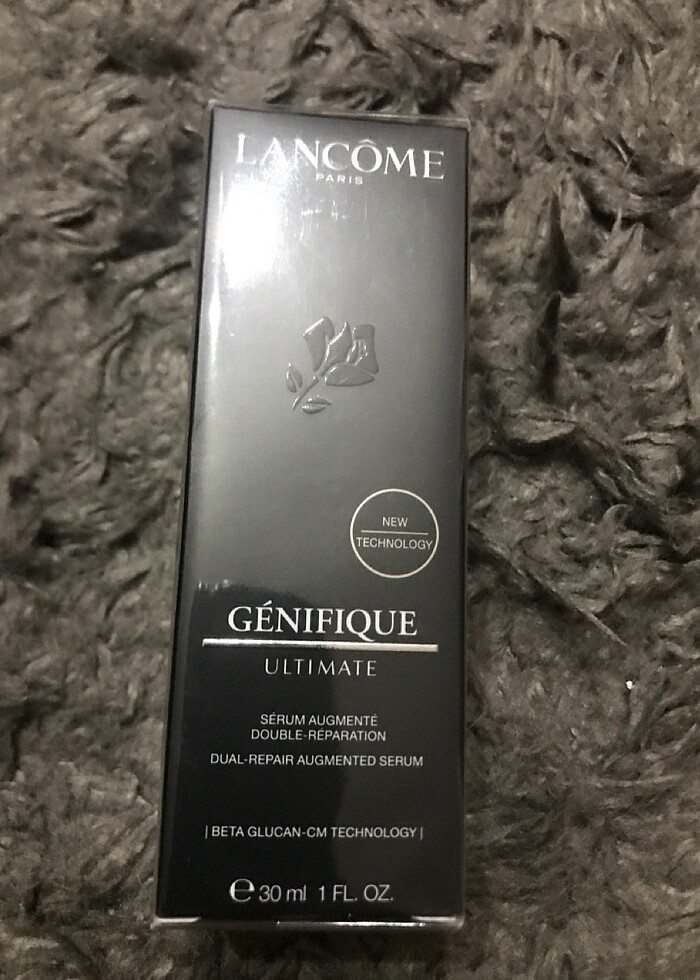 LANCÔME
PARIS
NEW
TECHNOLOGY
GÉNIFIQUE
ULTIMATE
SÉRUM AUGMENTÉ
DOUBLE-RÉPARATION
DUAL-REPAIR AUGMENTED SERUM
| BETA GLUCAN-CM TECHNOLOGY |
℮ 30 ml 1 FL. OZ.